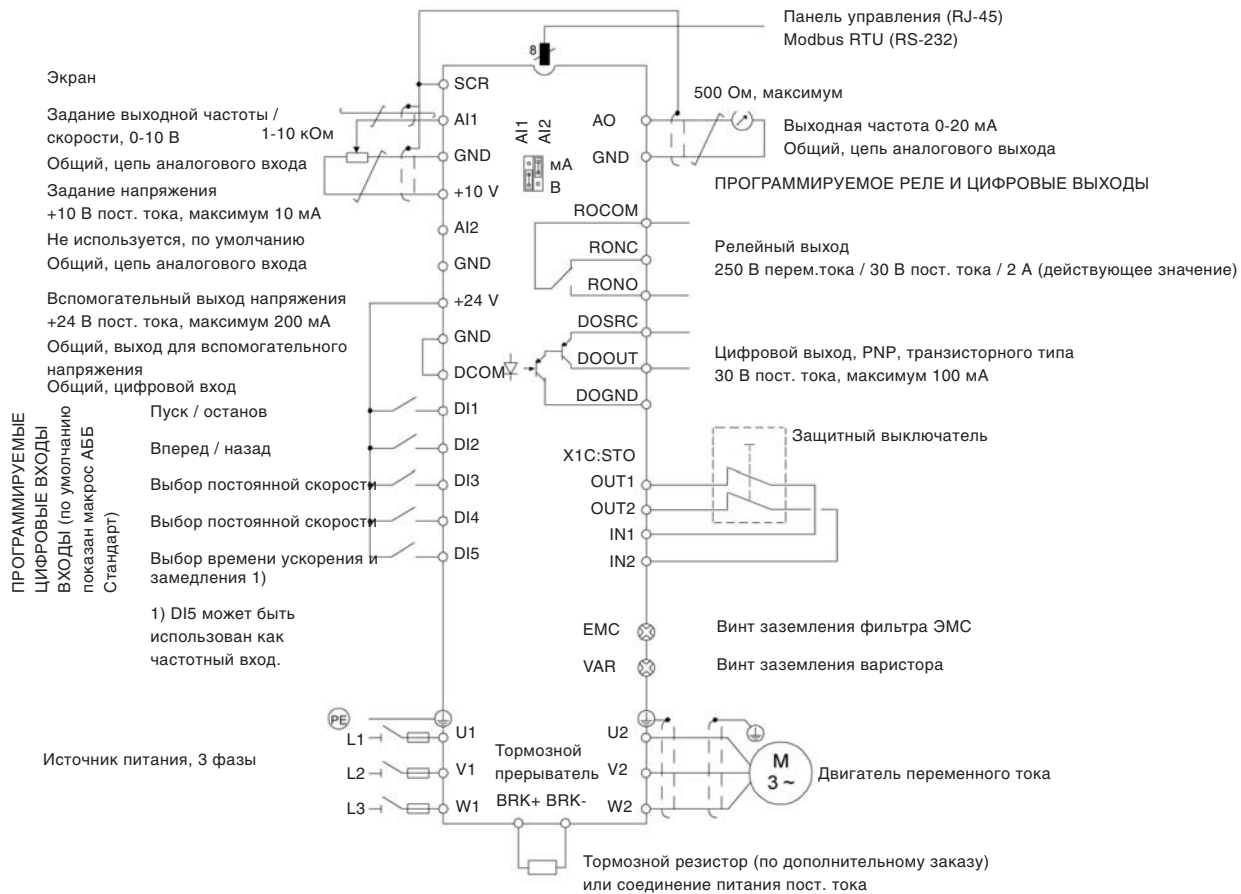 Панель управления (RJ-45)
Modbus RTU (RS-232)
8
Экран
SCR
Задание выходной частоты /
скорости, 0-10 В
1-10 кОм
AI1
Общий, цепь аналогового входа
GND
Задание напряжения
+10 В пост. тока, максимум 10 мА
+10 V
AI2
Не используется, по умолчанию
Общий, цепь аналогового входа
GND
Вспомогательный выход напряжения
+24 В пост. тока, максимум 200 мА
+24 V
Общий, выход для вспомогательного
напряжения
GND
Общий, цифровой вход
DCOM
AI1
AI2
мА
В
500 Ом, максимум
AO
Выходная частота 0-20 мА
GND
Общий, цепь аналогового выхода
ПРОГРАММИРУЕМОЕ РЕЛЕ И ЦИФРОВЫЕ ВЫХОДЫ
ROCOM
RONC
RONO
Релейный выход
250 В перем.тока / 30 В пост. тока / 2 А (действующее значение)
DOSRC
DOOUT
DOGND
Цифровой выход, PNP, транзисторного типа
30 В пост. тока, максимум 100 мА
ПРОГРАММИРУЕМЫЕ
ЦИФРОВЫЕ ВХОДЫ
ВХОДЫ (по умолчанию
показан макрос АББ
Стандарт)
Пуск / останов
DI1
Вперед / назад
DI2
Выбор постоянной скорости
DI3
Выбор постоянной скорости
DI4
Выбор времени ускорения и
замедления 1)
DI5
1) DI5 может быть
использован как
частотный вход.
Защитный выключатель
X1C:STO
OUT1
OUT2
IN1
IN2
EMC
Винт заземления фильтра ЭМС
VAR
Винт заземления варистора
PE
Источник питания, 3 фазы
L1
U1
L2
V1
L3
W1
Тормозной
прерыватель
BRK+ BRK-
U2
V2
W2
M
3 ~
Двигатель переменного тока
Тормозной резистор (по дополнительному заказу)
или соединение питания пост. тока